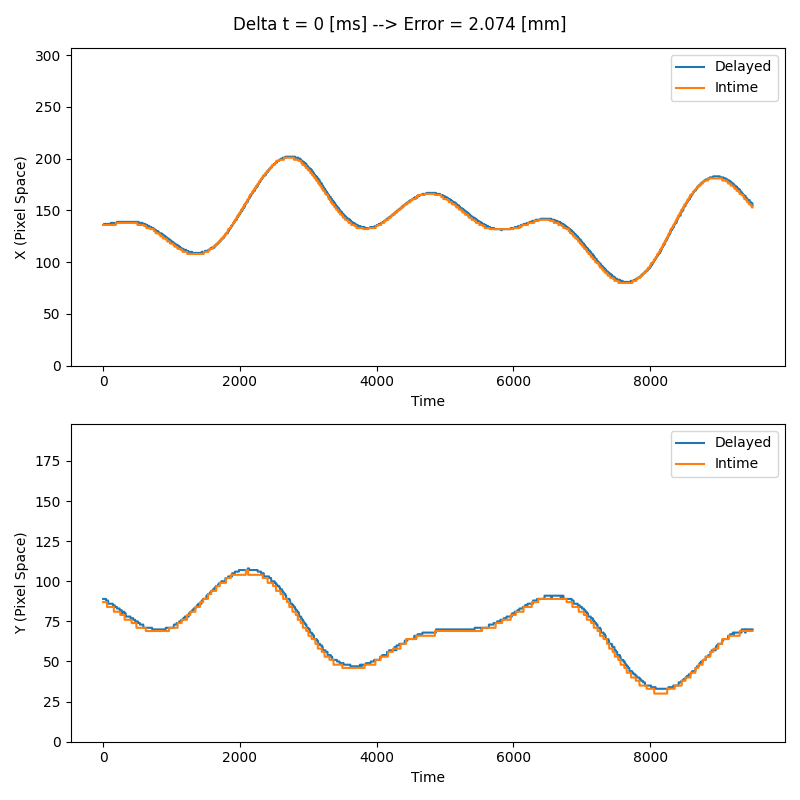 Delta t = 0 [ms] --> Error = 2.074 [mm]
300
250
200
150
100
50
0
X (Pixel Space)
Delayed
Intime
0
2000
4000
6000
8000
Time
175
150
125
100
75
50
25
0
Y (Pixel Space)
Delayed
Intime
0
2000
4000
6000
8000
Time